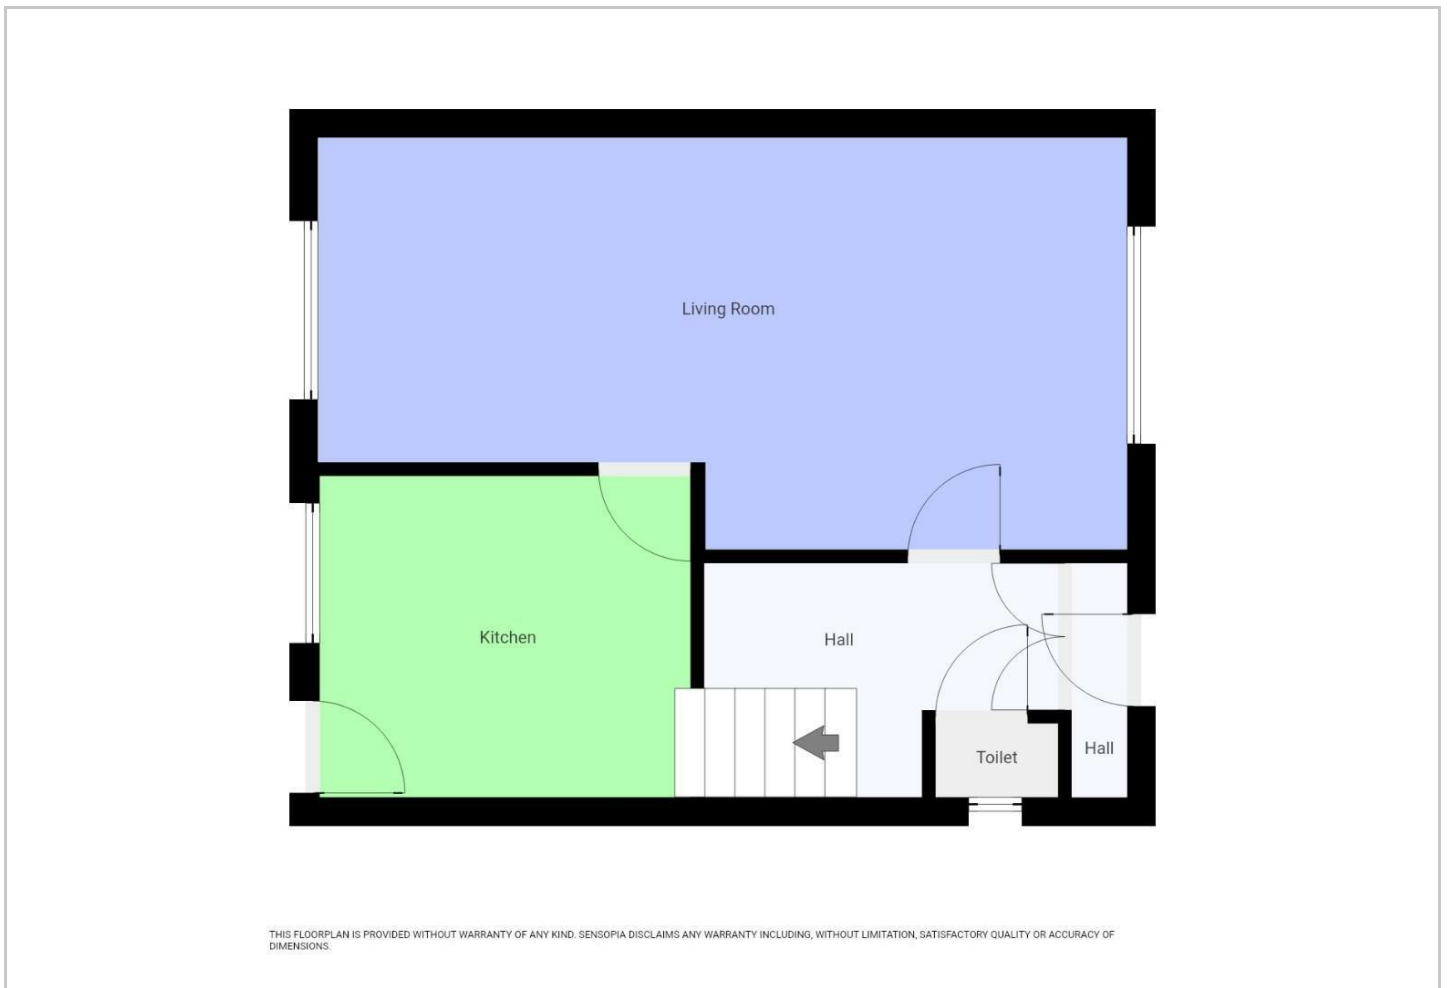 Living Room
Kitchen
Hall
Toilet
Hall
THIS FLOORPLAN IS PROVIDED WITHOUT WARRANTY OF ANY KIND. SENSOPIA DISCLAIMS ANY WARRANTY INCLUDING, WITHOUT LIMITATION, SATISFACTORY QUALITY OR ACCURACY OF
DIMENSIONS.